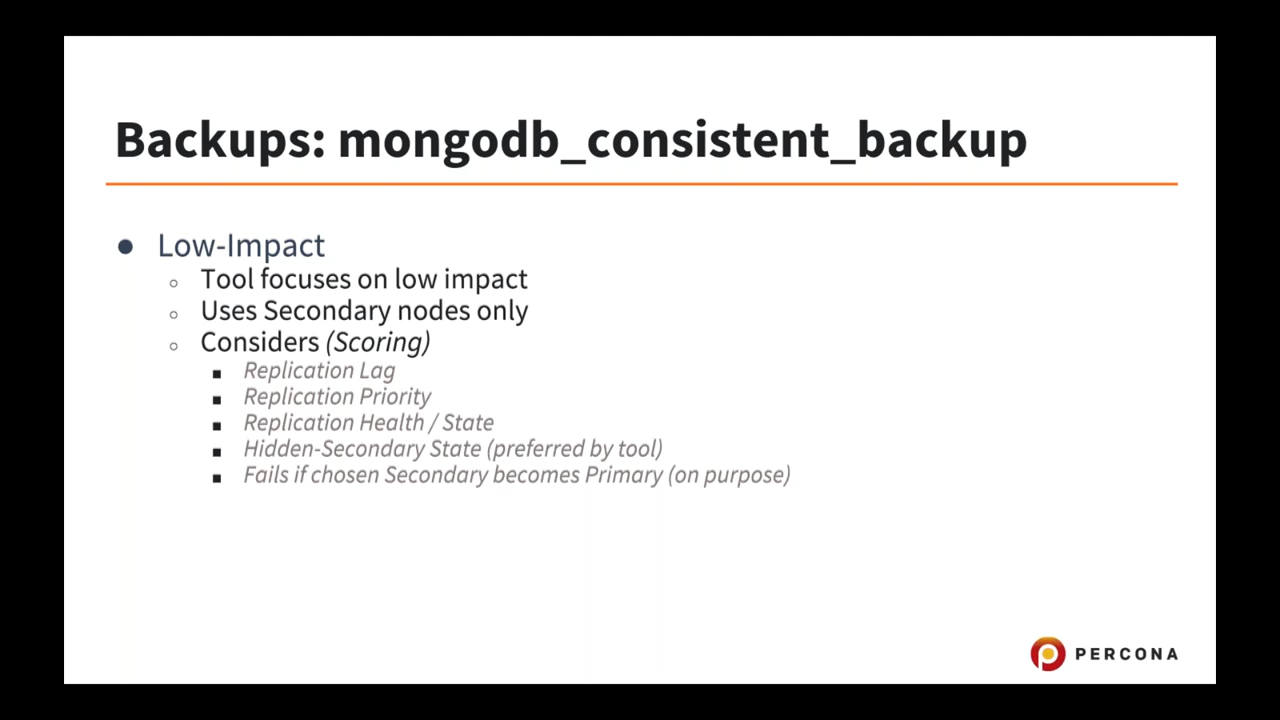 Backups: mongodb_consistent_backup
● Low-Impact
○ Tool focuses on low impact
○ Uses Secondary nodes only
○ Considers (Scoring)
■ Replication Lag
■ Replication Priority
■ Replication Health / State
■ Hidden-Secondary State (preferred by tool)
■ Fails if chosen Secondary becomes Primary (on purpose)
PERCONA